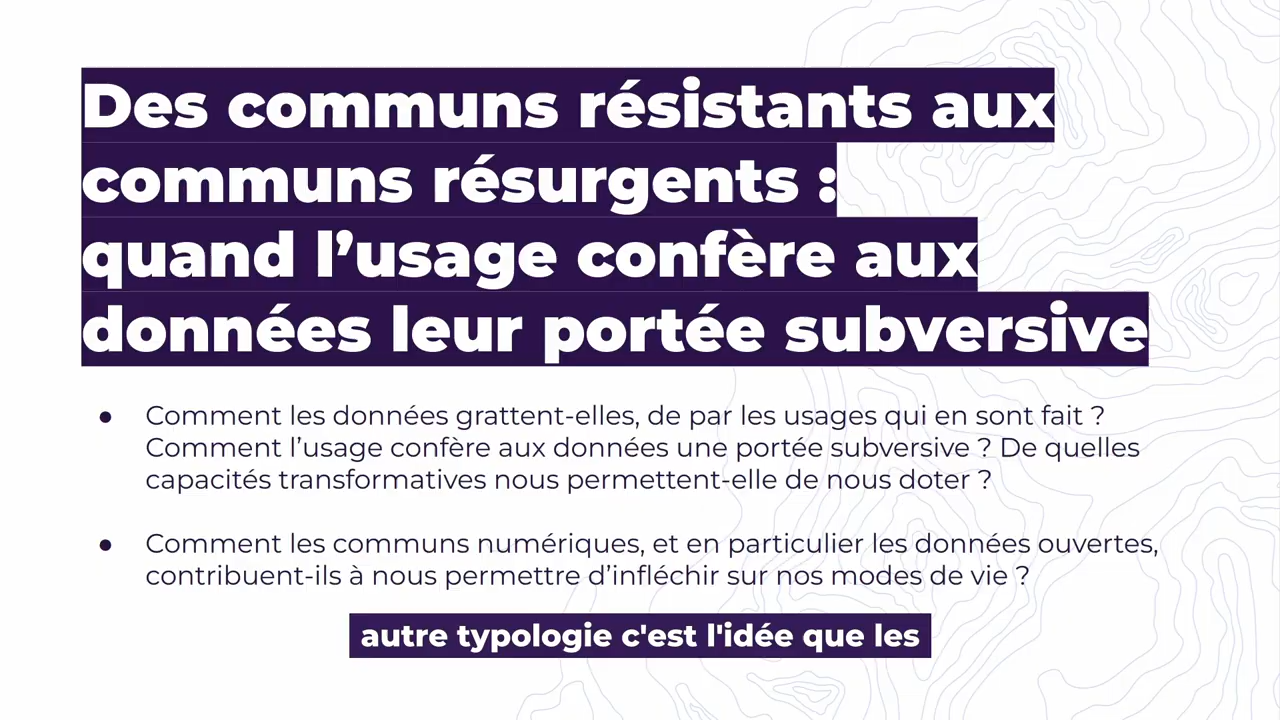 Des communs résistants aux
communs résurgents :
quand l’usage confère aux
données leur portée subversive
● Comment les données grattent-elles, de par les usages qui en sont fait ?
Comment l’usage confère aux données une portée subversive ? De quelles
capacités transformatives nous permettent-elle de nous doter ?
● Comment les communs numériques, et en particulier les données ouvertes,
contribuent-ils à nous permettre d’infléchir sur nos modes de vie ?
autre typologie c'est l'idée que les